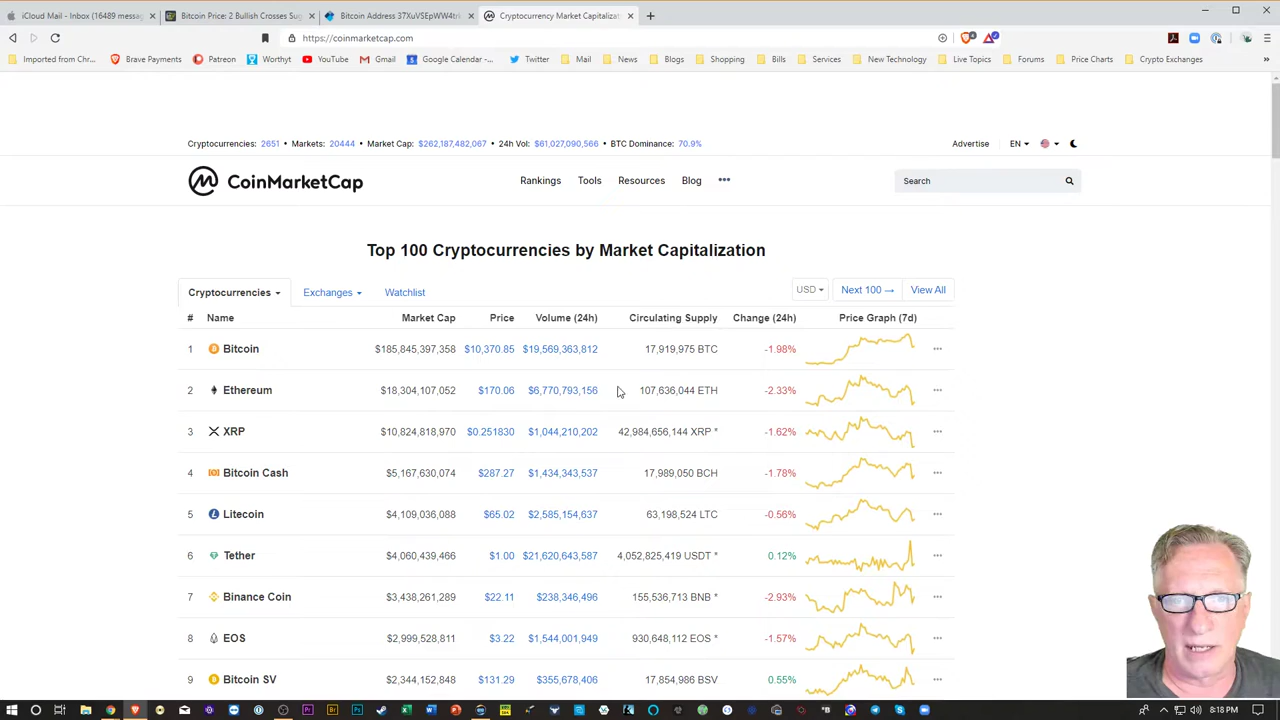 iCloud Mail - Inbox (16489 messag
Bitcoin Price: 2 Bullish Crosses Sug
Bitcoin Address 37XuVSEpWW4trk
Cryptocurrency Market Capitalizat
https://coinmarketcap.com
Imported from Chr... Brave Payments Patreon Worthyt YouTube Gmail Google Calendar -... Twitter Mail News Blogs Shopping Bills Services New Technology Live Topics Forums Price Charts Crypto Exchanges
Cryptocurrencies: 2651 • Markets: 20444 • Market Cap: $262,187,482,067 • 24h Vol: $61,027,090,566 • BTC Dominance: 70.9%
Advertise EN
CoinMarketCap
Rankings Tools Resources Blog
Search
Top 100 Cryptocurrencies by Market Capitalization
Cryptocurrencies Exchanges Watchlist
USD Next 100 → View All
# Name Market Cap Price Volume (24h) Circulating Supply Change (24h) Price Graph (7d)
1 Bitcoin $185,845,397,358 $10,370.85 $19,569,363,812 17,919,975 BTC -1.98%
2 Ethereum $18,304,107,052 $170.06 $6,770,793,156 107,636,044 ETH -2.33%
3 XRP $10,824,818,970 $0.251830 $1,044,210,202 42,984,656,144 XRP * -1.62%
4 Bitcoin Cash $5,167,630,074 $287.27 $1,434,343,537 17,989,050 BCH -1.78%
5 Litecoin $4,109,036,088 $65.02 $2,585,154,637 63,198,524 LTC -0.56%
6 Tether $4,060,439,466 $1.00 $21,620,643,587 4,052,825,419 USDT * 0.12%
7 Binance Coin $3,438,261,289 $22.11 $238,346,496 155,536,713 BNB * -2.93%
8 EOS $2,999,528,811 $3.22 $1,544,001,949 930,648,112 EOS * -1.57%
9 Bitcoin SV $2,344,152,848 $131.29 $355,678,406 17,854,986 BSV 0.55%
8:18 PM